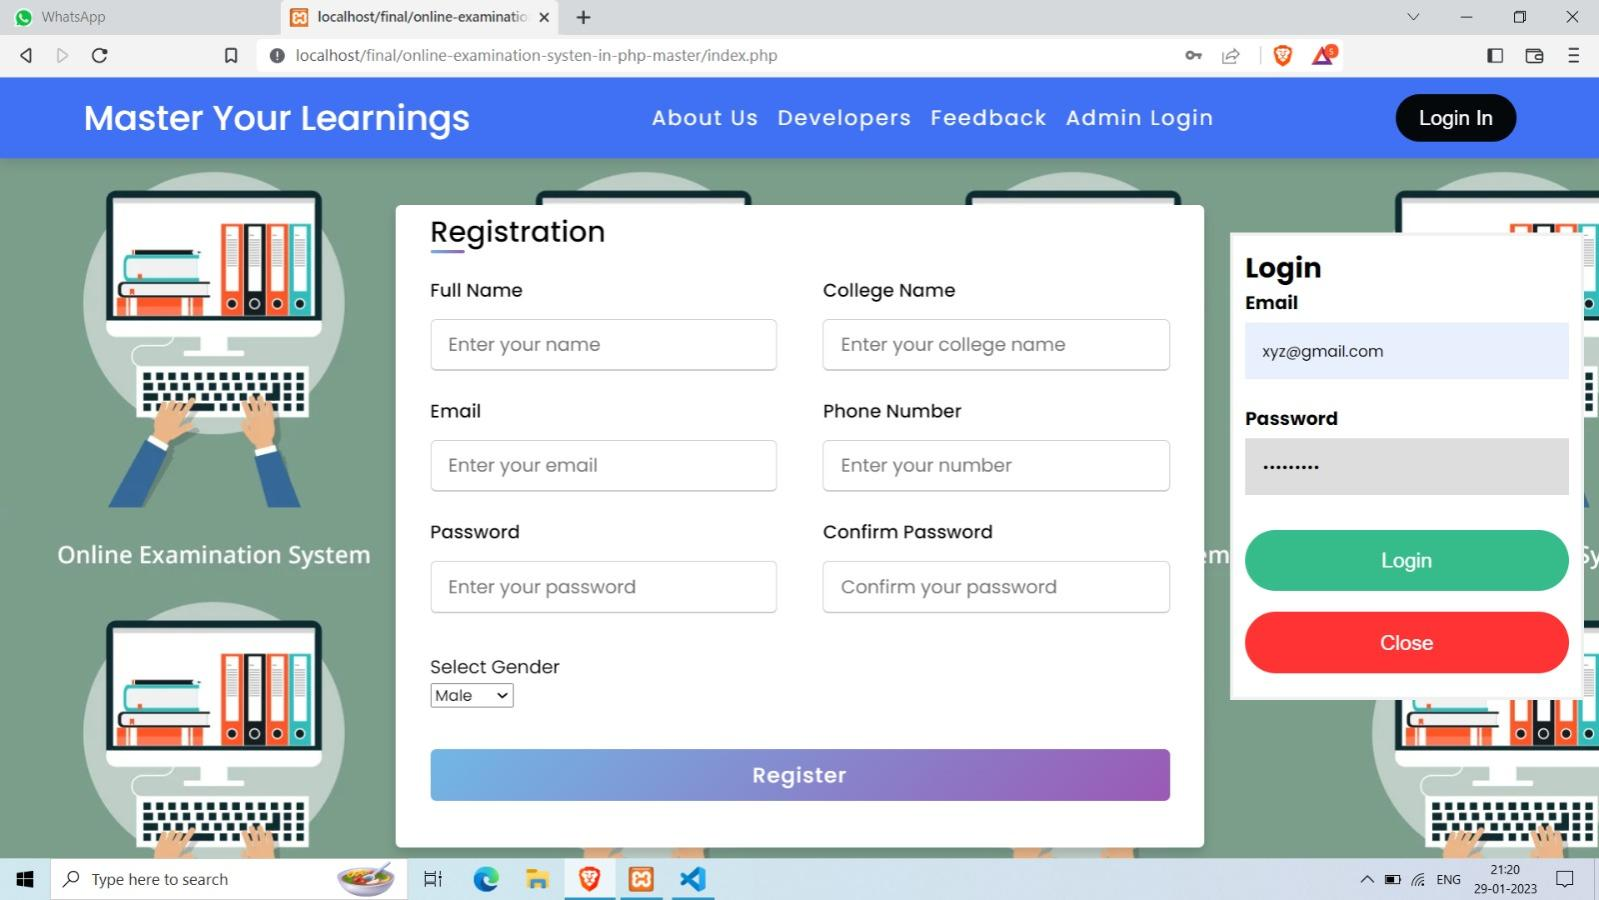 WhatsApp
localhost/final/online-examinatio
localhost/final/online-examination-systen-in-php-master/index.php
5
Master Your Learnings
About Us
Developers
Feedback
Admin Login
Login In
Registration
Full Name
College Name
Enter your name
Enter your college name
Email
Phone Number
Enter your email
Enter your number
Password
Confirm Password
Enter your password
Confirm your password
Select Gender
Male
Register
Login
Email
xyz@gmail.com
Password
Login
Close
Online Examination System
em
Sy
Type here to search
ENG
21:20
29-01-2023